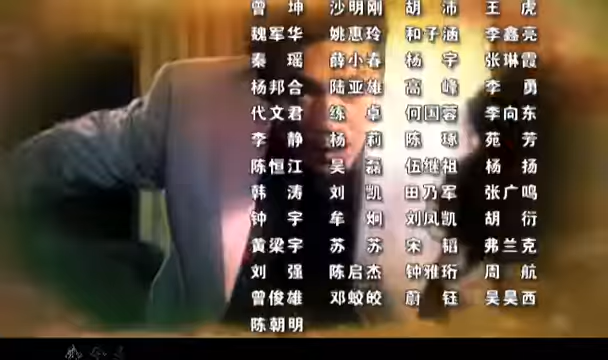 曾 坤 沙明刚 胡 沛 王 虎
魏军华 姚惠玲 和子涵 李鑫亮
秦 瑶 薛小春 杨 宇 张琳霞
杨邦合 陆亚雄 高 峰 李 勇
代文君 练 卓 何国蓉 李向东
李 静 杨 莉 陈 球 苑 芳
陈恒江 吴 磊 伍继祖 杨 扬
韩 涛 刘 凯 田乃军 张广鸣
钟 宇 牟 炯 刘凤凯 胡 衍
黄梁宇 苏 苏 宋 韬 弗兰克
刘 强 陈启杰 钟雅珩 周 航
曾俊雄 邓蛟皎 蔚 钰 吴昊西
陈朝明